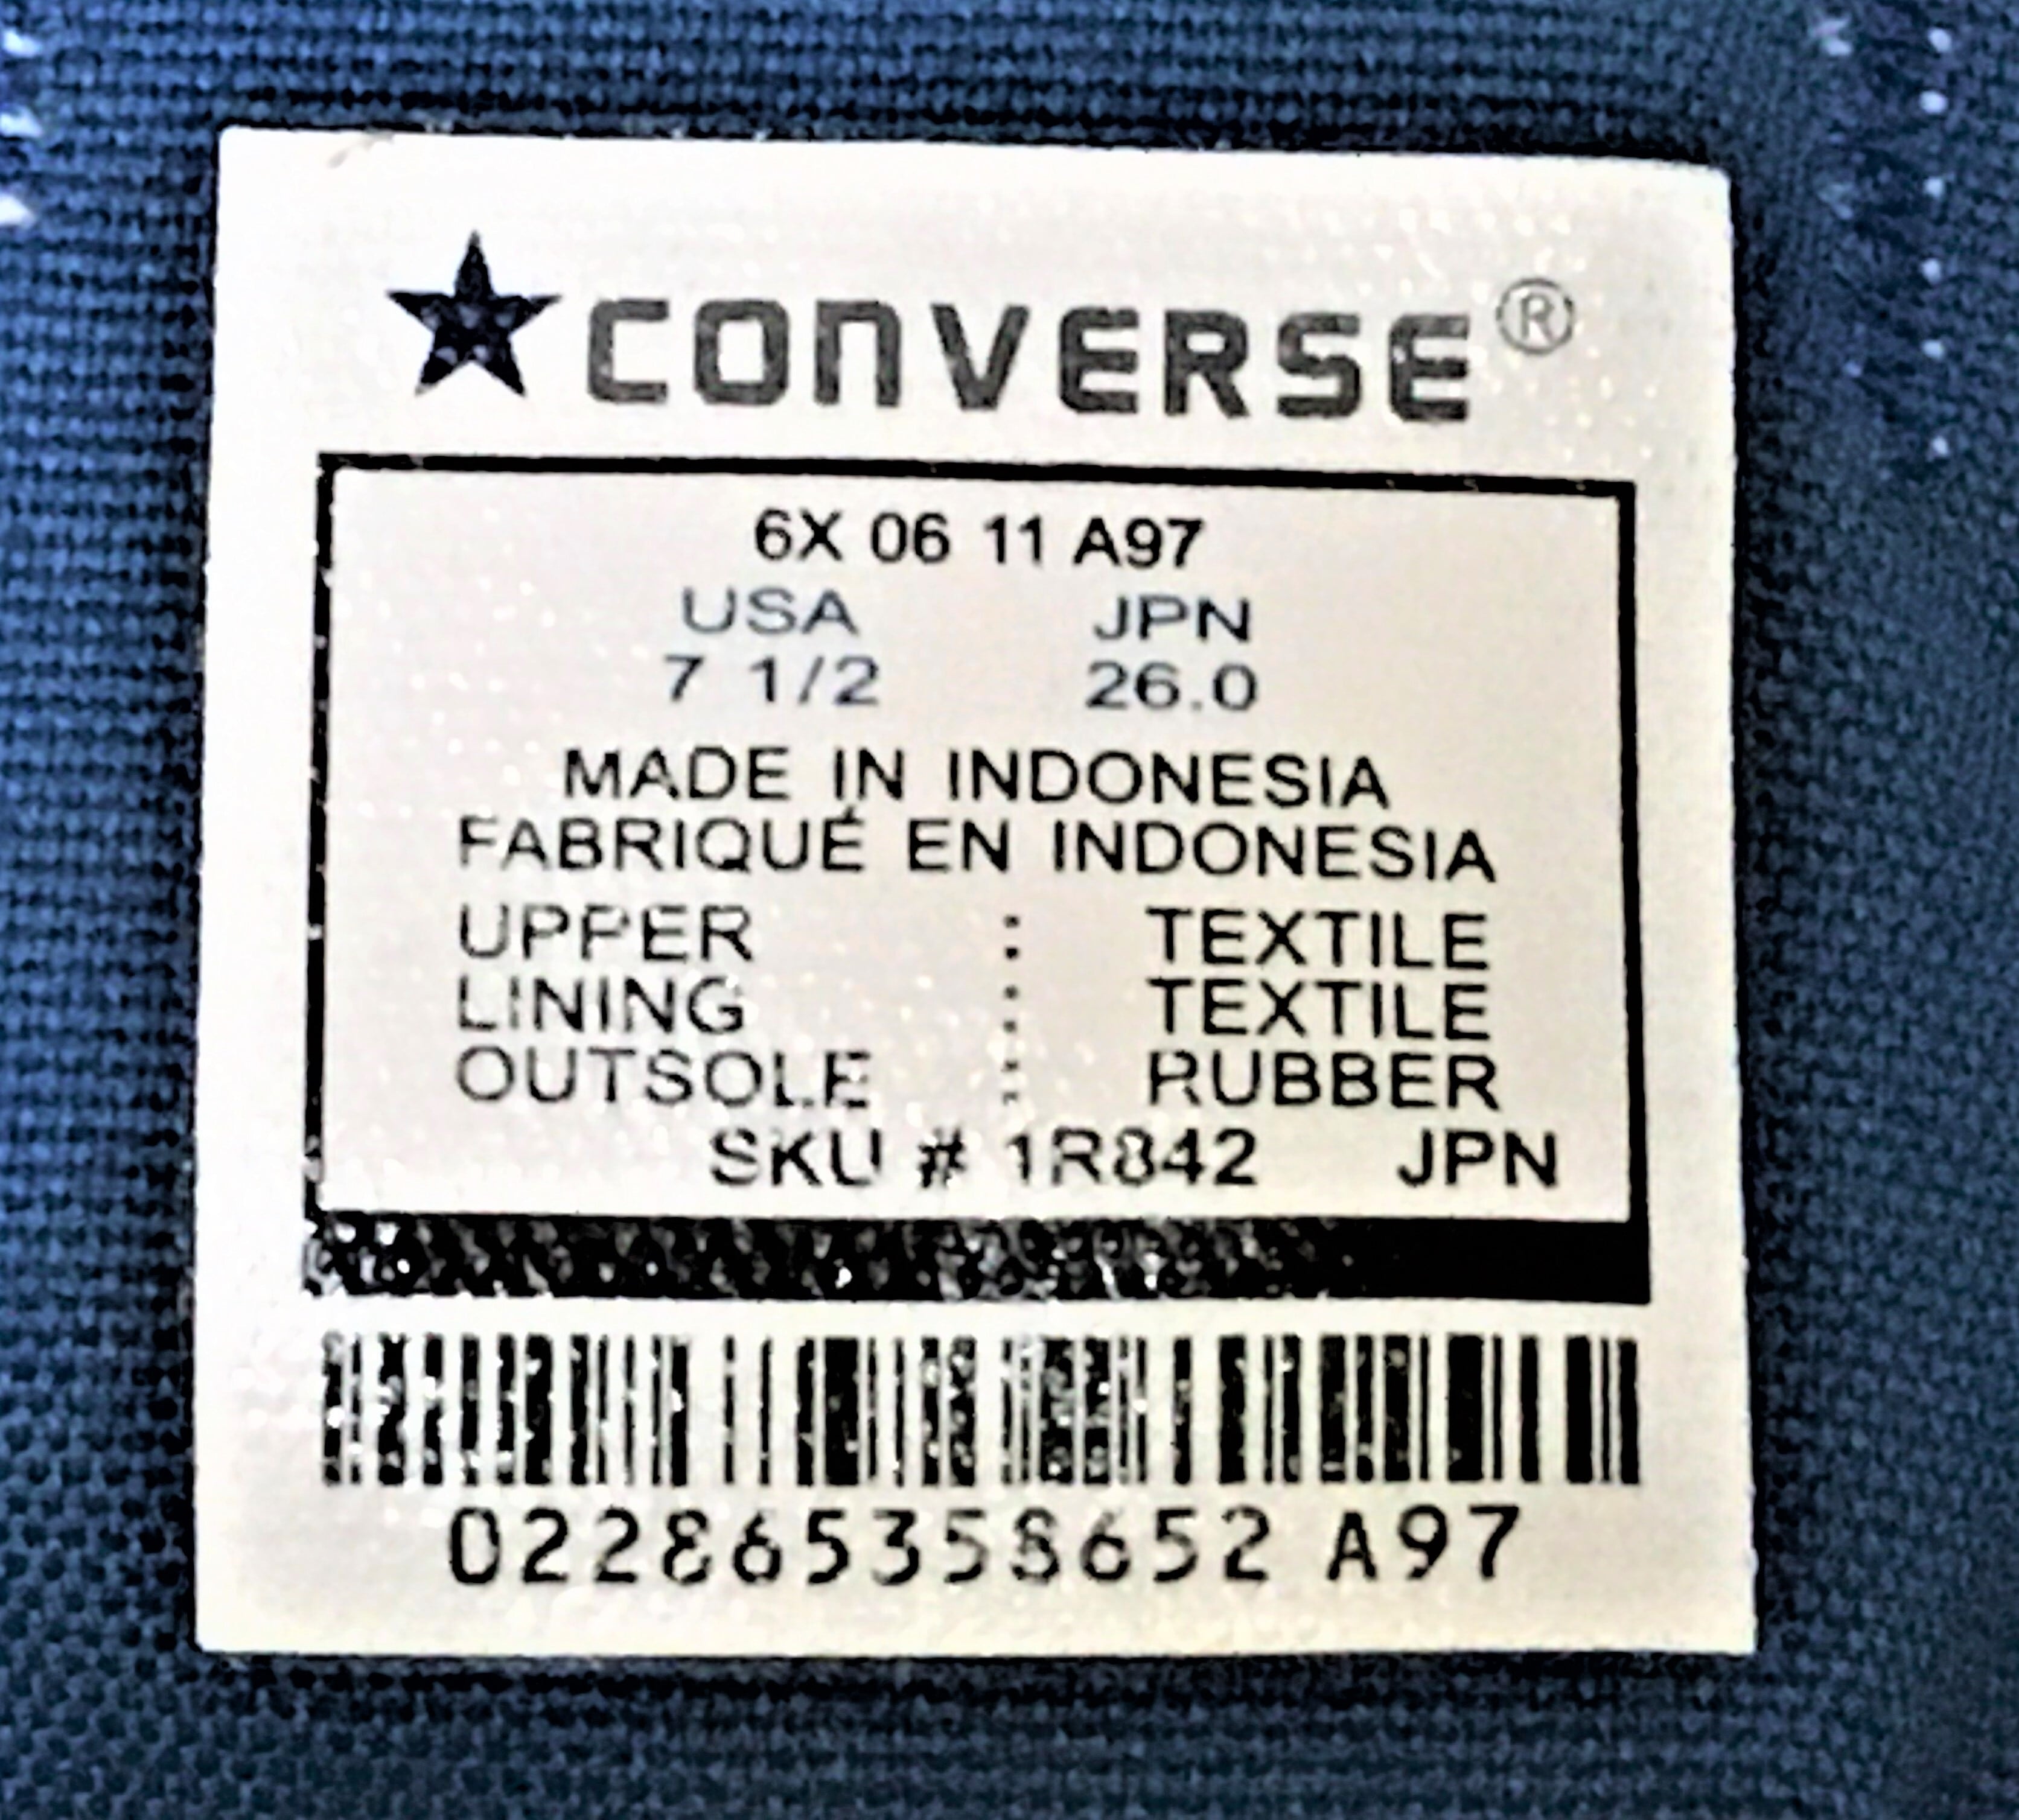 CONVERSE®
6X 06 11 A97
USA JPN
7 1/2 26.0
MADE IN INDONESIA
FABRIQUÉ EN INDONESIA
UPPER : TEXTILE
LINING : TEXTILE
OUTSOLE : RUBBER
SKU # 1R842 JPN
022865358652 A97